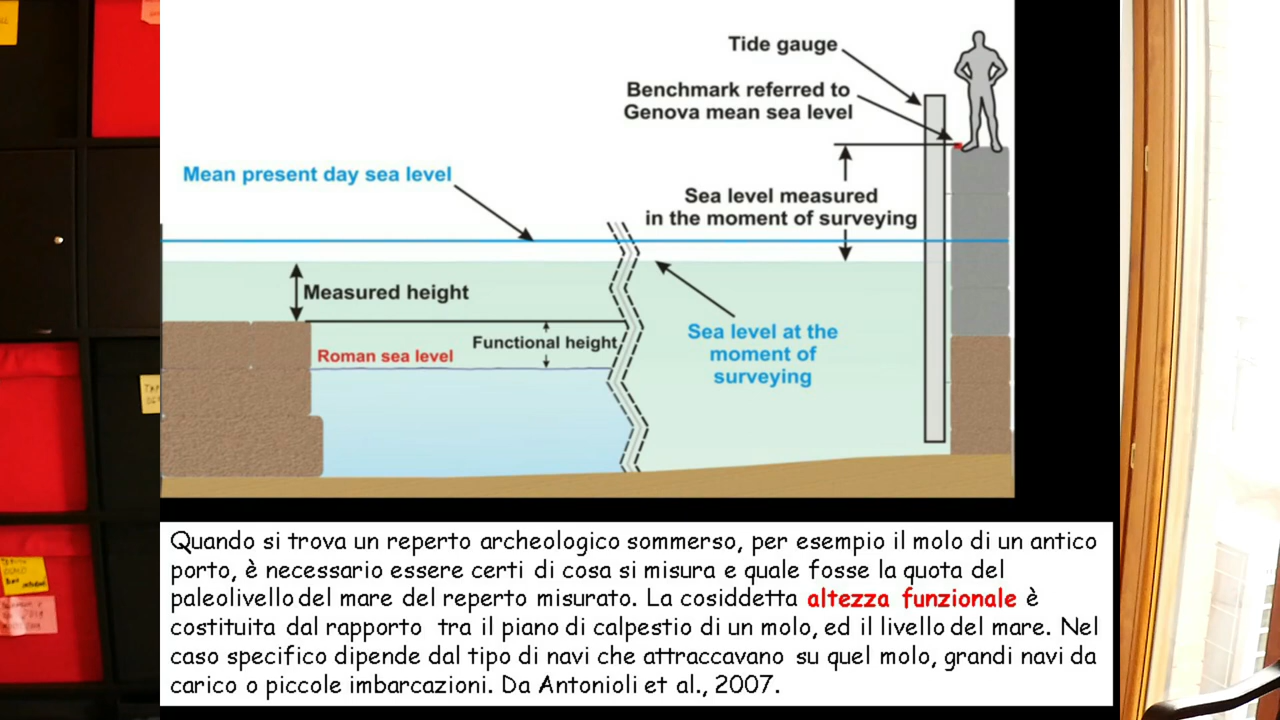 Tide gauge
Benchmark referred to
Genova mean sea level
Mean present day sea level
Sea level measured
in the moment of surveying
Measured height
Functional height
Roman sea level
Sea level at the
moment of
surveying
Quando si trova un reperto archeologico sommerso, per esempio il molo di un antico
porto, è necessario essere certi di cosa si misura e quale fosse la quota del
paleolivello del mare del reperto misurato. La cosiddetta altezza funzionale è
costituita dal rapporto tra il piano di calpestio di un molo, ed il livello del mare. Nel
caso specifico dipende dal tipo di navi che attraccavano su quel molo, grandi navi da
carico o piccole imbarcazioni. Da Antonioli et al., 2007.